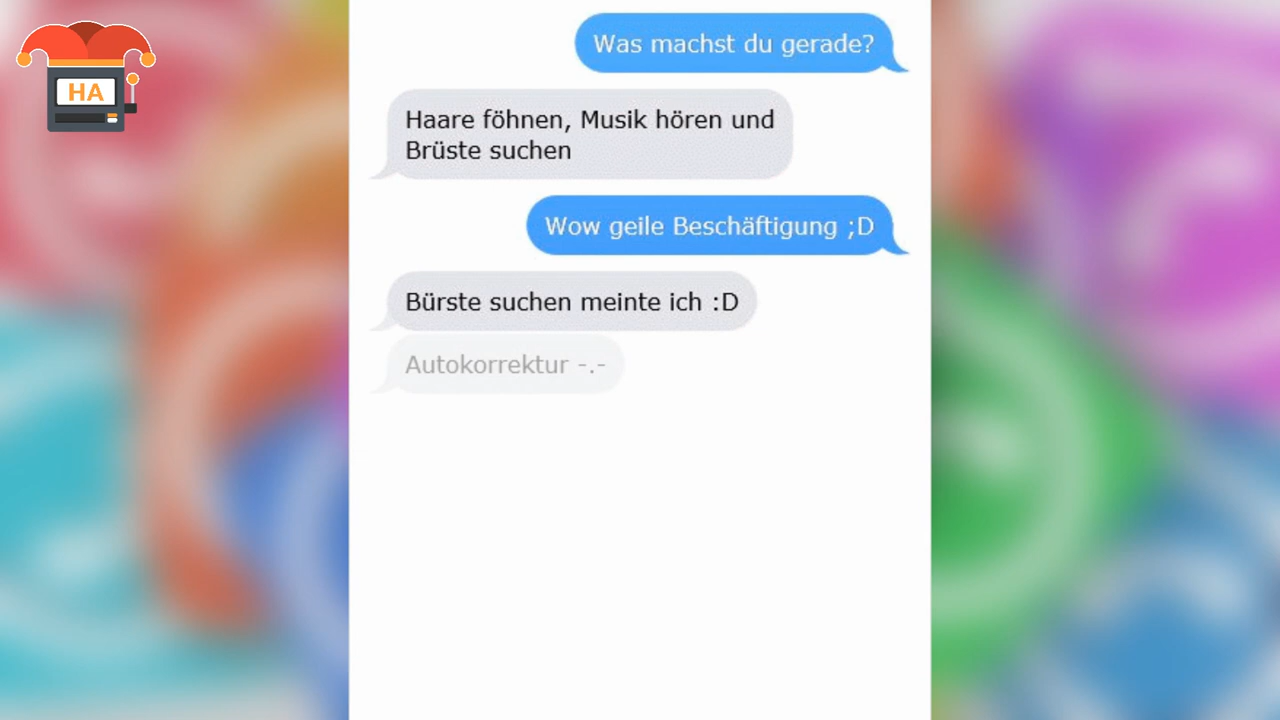 HA
Was machst du gerade?
Haare föhnen, Musik hören und
Brüste suchen
Wow geile Beschäftigung ;D
Bürste suchen meinte ich :D
Autokorrektur -.-